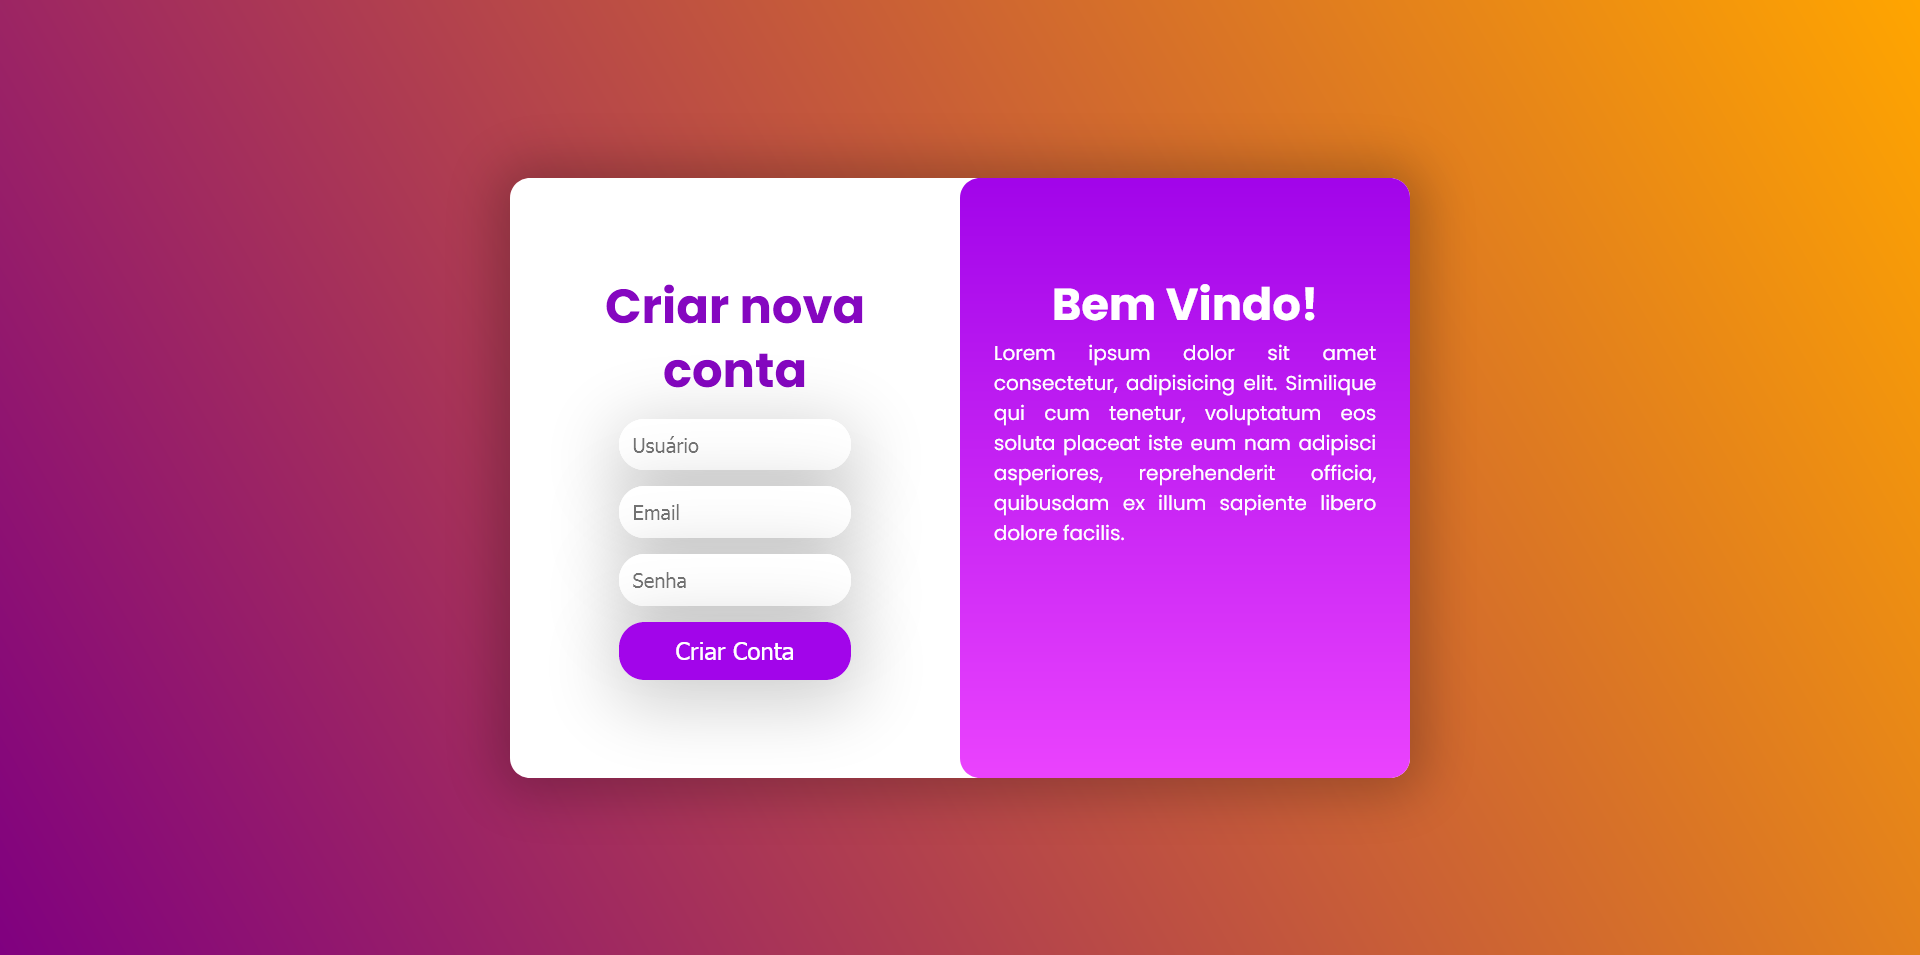 Criar nova
conta
Usuário
Email
Senha
Criar Conta
Bem Vindo!
Lorem ipsum dolor sit amet
consectetur, adipisicing elit. Similique
qui cum tenetur, voluptatum eos
soluta placeat iste eum nam adipisci
asperiores, reprehenderit officia,
quibusdam ex illum sapiente libero
dolore facilis.